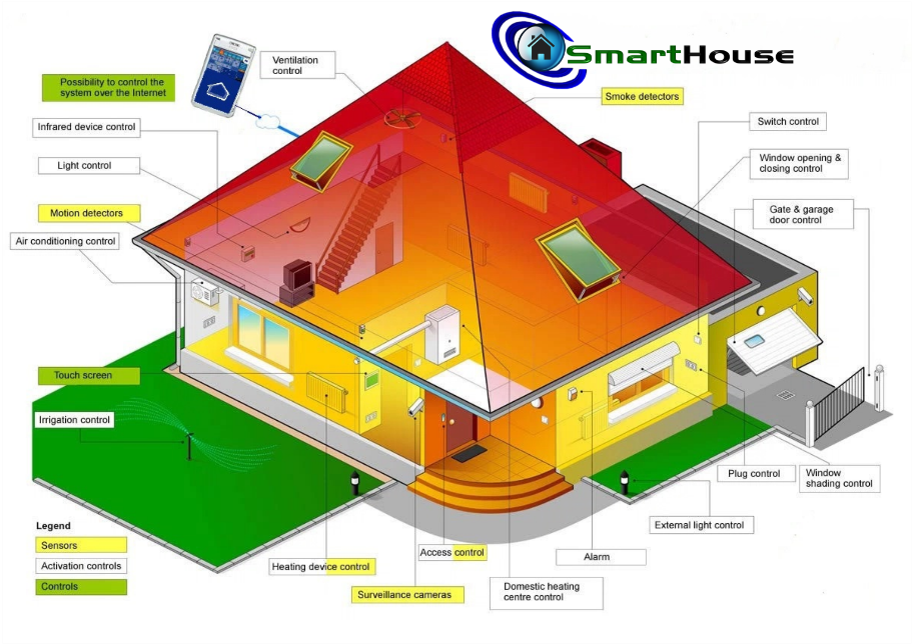 SmartHouse
Ventilation
control
Possibility to control the
system over the Internet
Smoke detectors
Infrared device control
Switch control
Light control
Window opening &
closing control
Motion detectors
Gate & garage
door control
Air conditioning control
Touch screen
Irrigation control
Plug control
Window
shading control
External light control
Legend
Sensors
Activation controls
Controls
Heating device control
Access control
Alarm
Surveillance cameras
Domestic heating
centre control